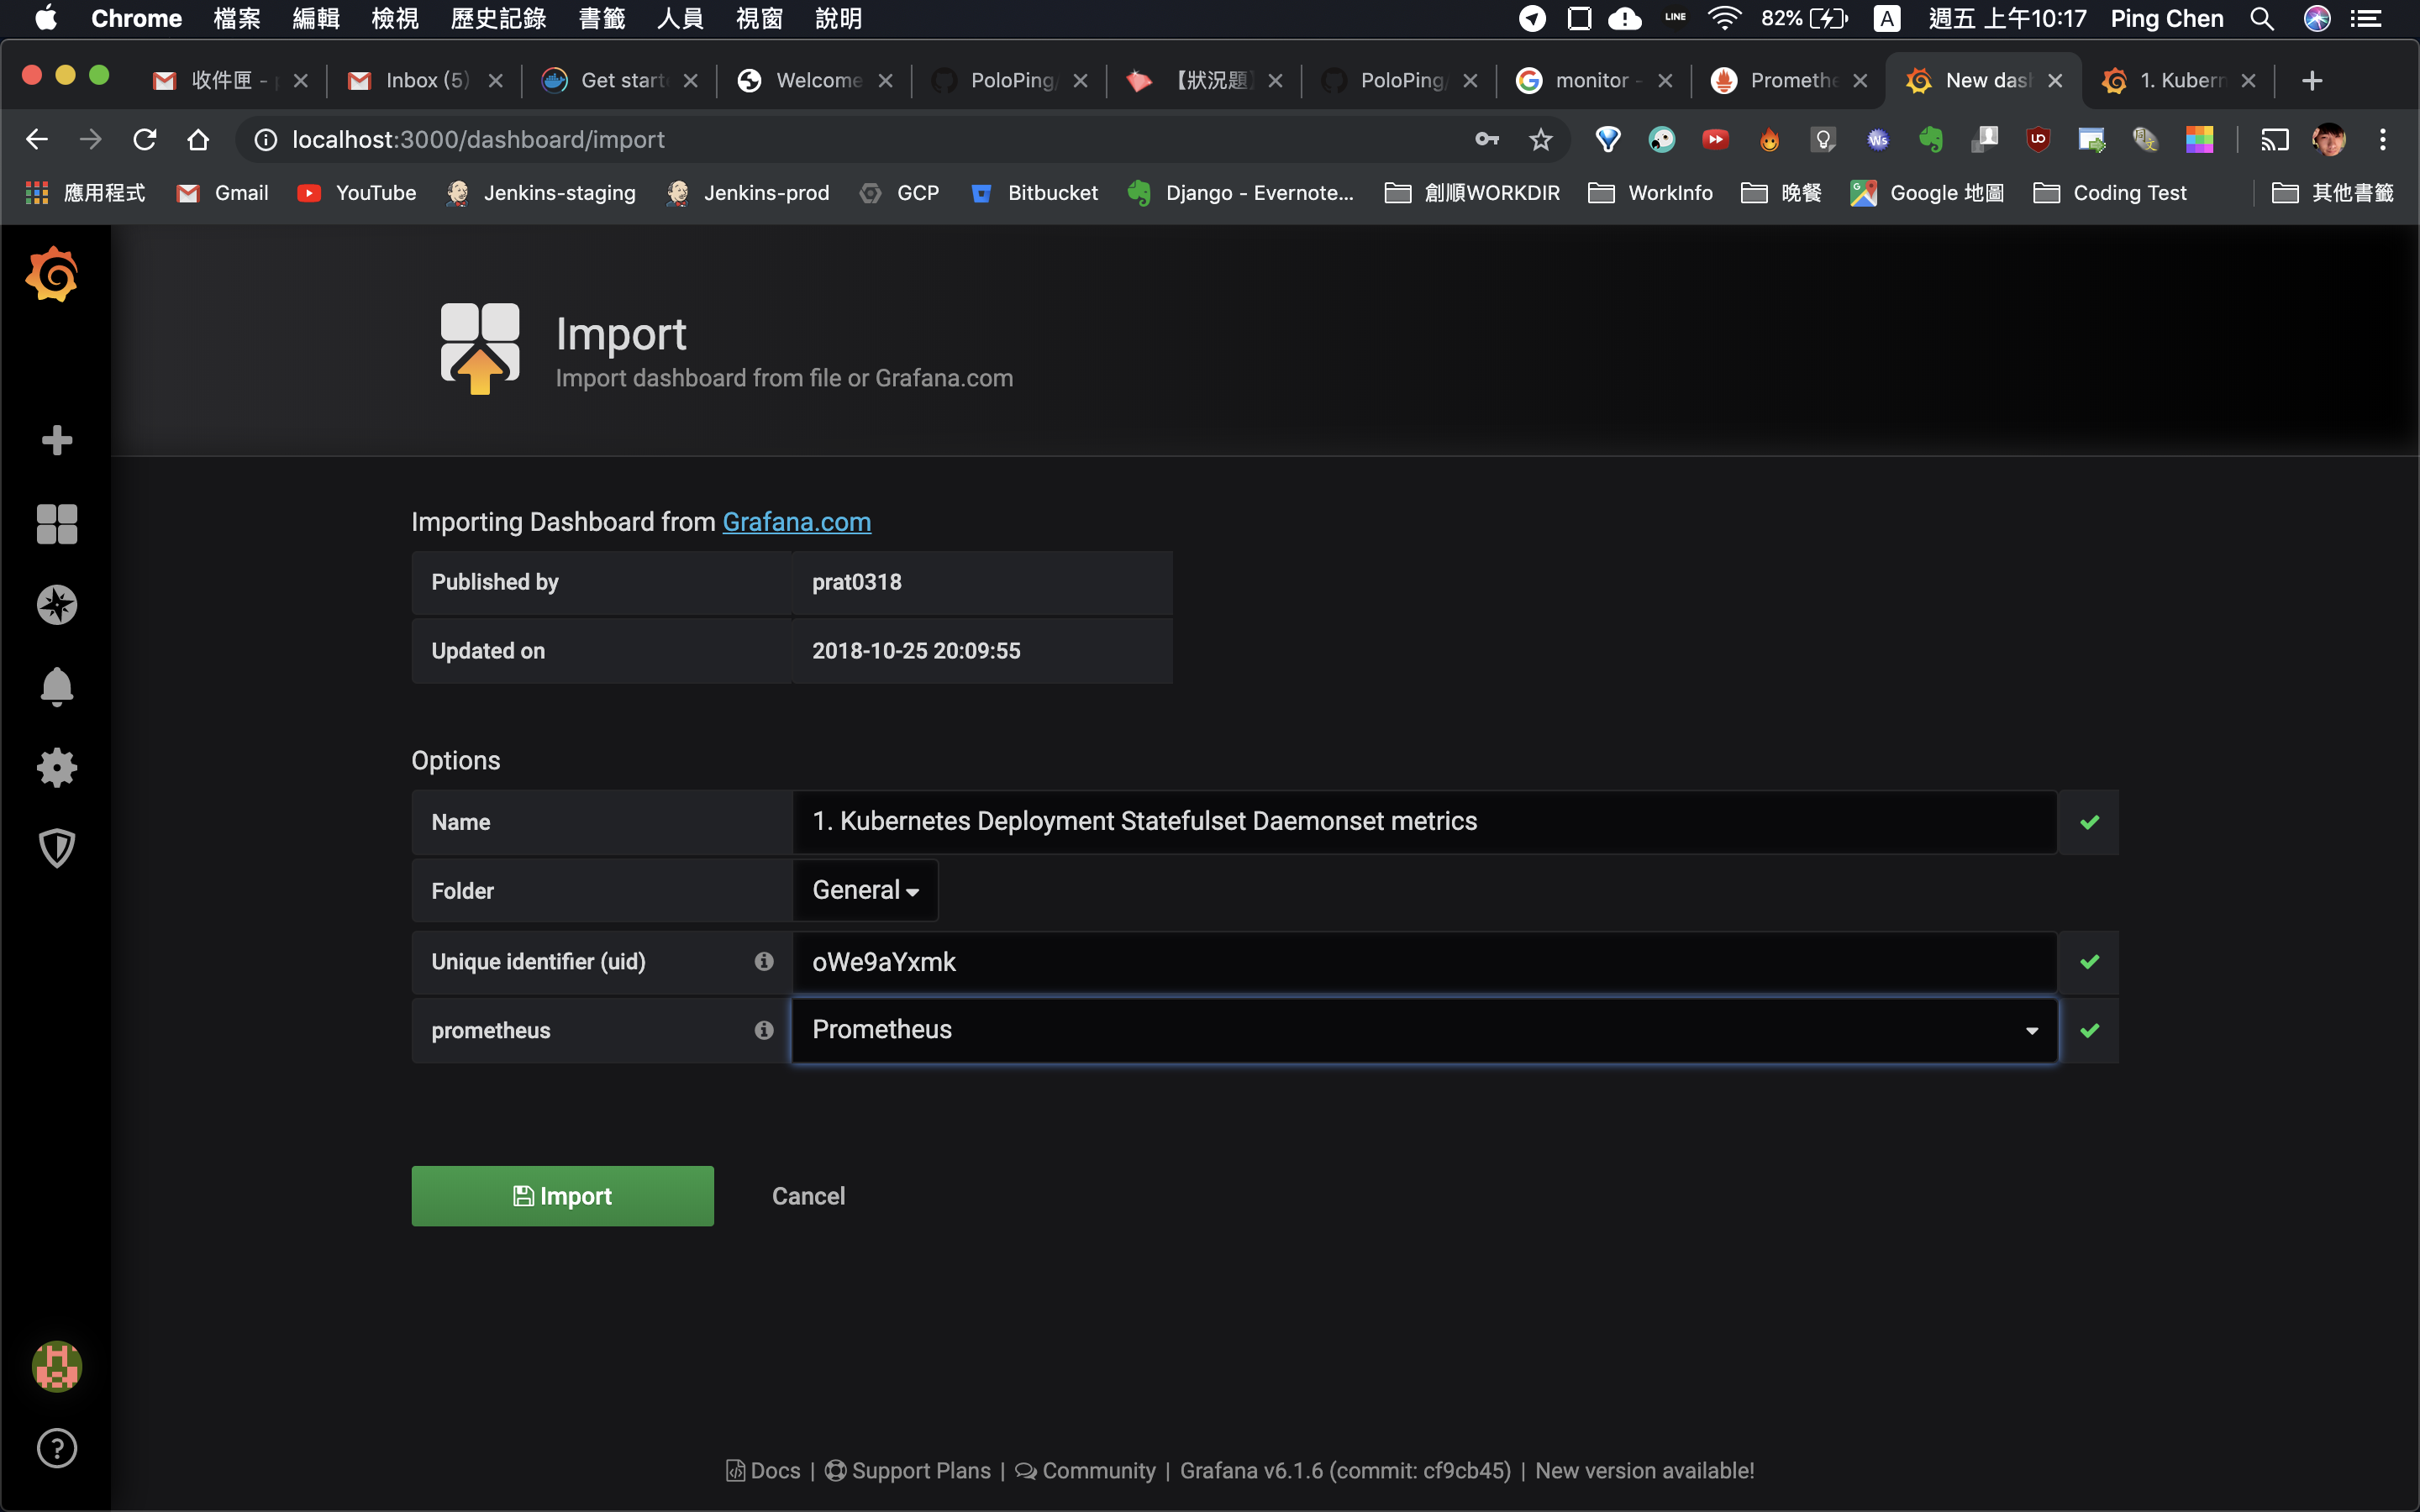 Chrome 檔案 編輯 檢視 歷史記錄 書籤 人員 視窗 說明 LINE 82% A 週五 上午10:17 Ping Chen
收件匣 - Inbox (5) Get start Welcome PoloPing/ 【狀況題】 PoloPing/ monitor - Promethe New das 1. Kubern
localhost:3000/dashboard/import
應用程式 Gmail YouTube Jenkins-staging Jenkins-prod GCP Bitbucket Django - Evernote... 創順WORKDIR WorkInfo 晚餐 Google 地圖 Coding Test 其他書籤
Import
Import dashboard from file or Grafana.com
Importing Dashboard from Grafana.com
Published by prat0318
Updated on 2018-10-25 20:09:55
Options
Name 1. Kubernetes Deployment Statefulset Daemonset metrics
Folder General
Unique identifier (uid) oWe9aYxmk
prometheus Prometheus
Import Cancel
Docs | Support Plans | Community | Grafana v6.1.6 (commit: cf9cb45) | New version available!